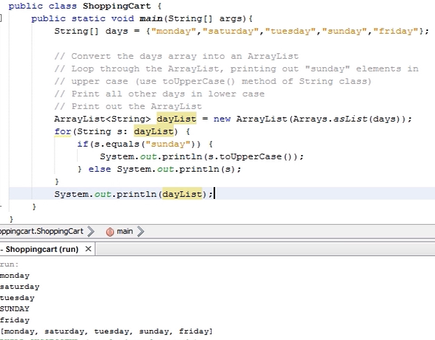 public class ShoppingCart {
public static void main(String[] args){
String[] days = {"monday","saturday","tuesday","sunday","friday"};
// Convert the days array into an ArrayList
// Loop through the ArrayList, printing out "sunday" elements in
// upper case (use toUpperCase() method of String class)
// Print all other days in lower case
// Print out the ArrayList
ArrayList<String> dayList = new ArrayList(Arrays.asList(days));
for(String s: dayList) {
if(s.equals("sunday")) {
System.out.println(s.toUpperCase());
} else System.out.println(s);
}
System.out.println(dayList);
}
}
ppingcart.ShoppingCart main
- Shoppingcart (run) ×
run:
monday
saturday
tuesday
SUNDAY
friday
[monday, saturday, tuesday, sunday, friday]